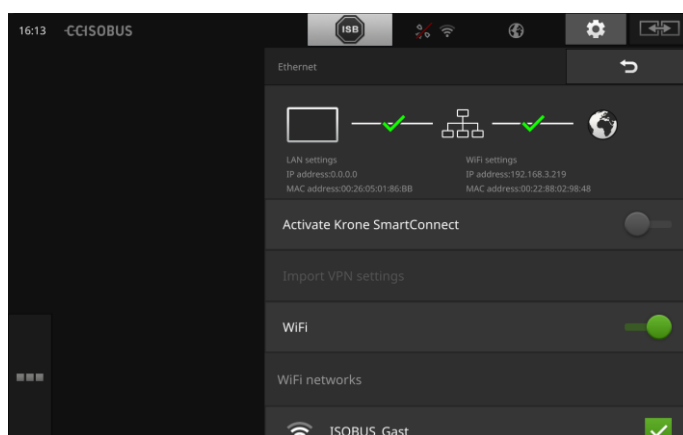 16:13 CCISOBUS ISB
Ethernet
LAN settings
IP address:0.0.0.0
MAC address:00:26:05:01:86:BB
WiFi settings
IP address:192.168.3.219
MAC address:00:22:88:02:98:48
Activate Krone SmartConnect
Import VPN settings
WiFi
WiFi networks
ISOBUS_Gast